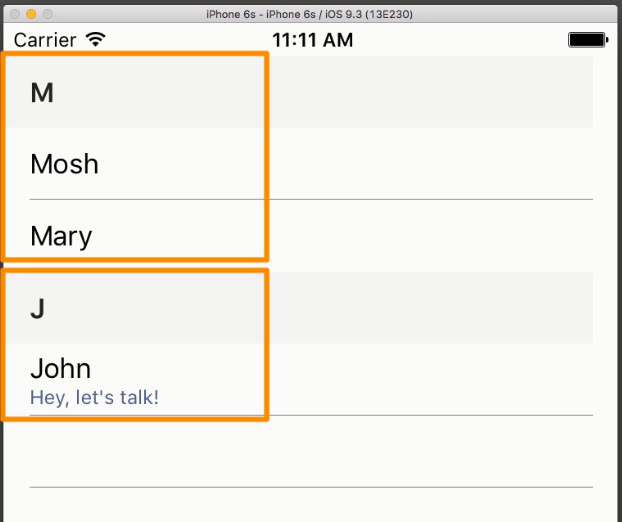 iPhone 6s - iPhone 6s / iOS 9.3 (13E230)
Carrier 11:11 AM
M
Mosh
Mary
J
John
Hey, let's talk!